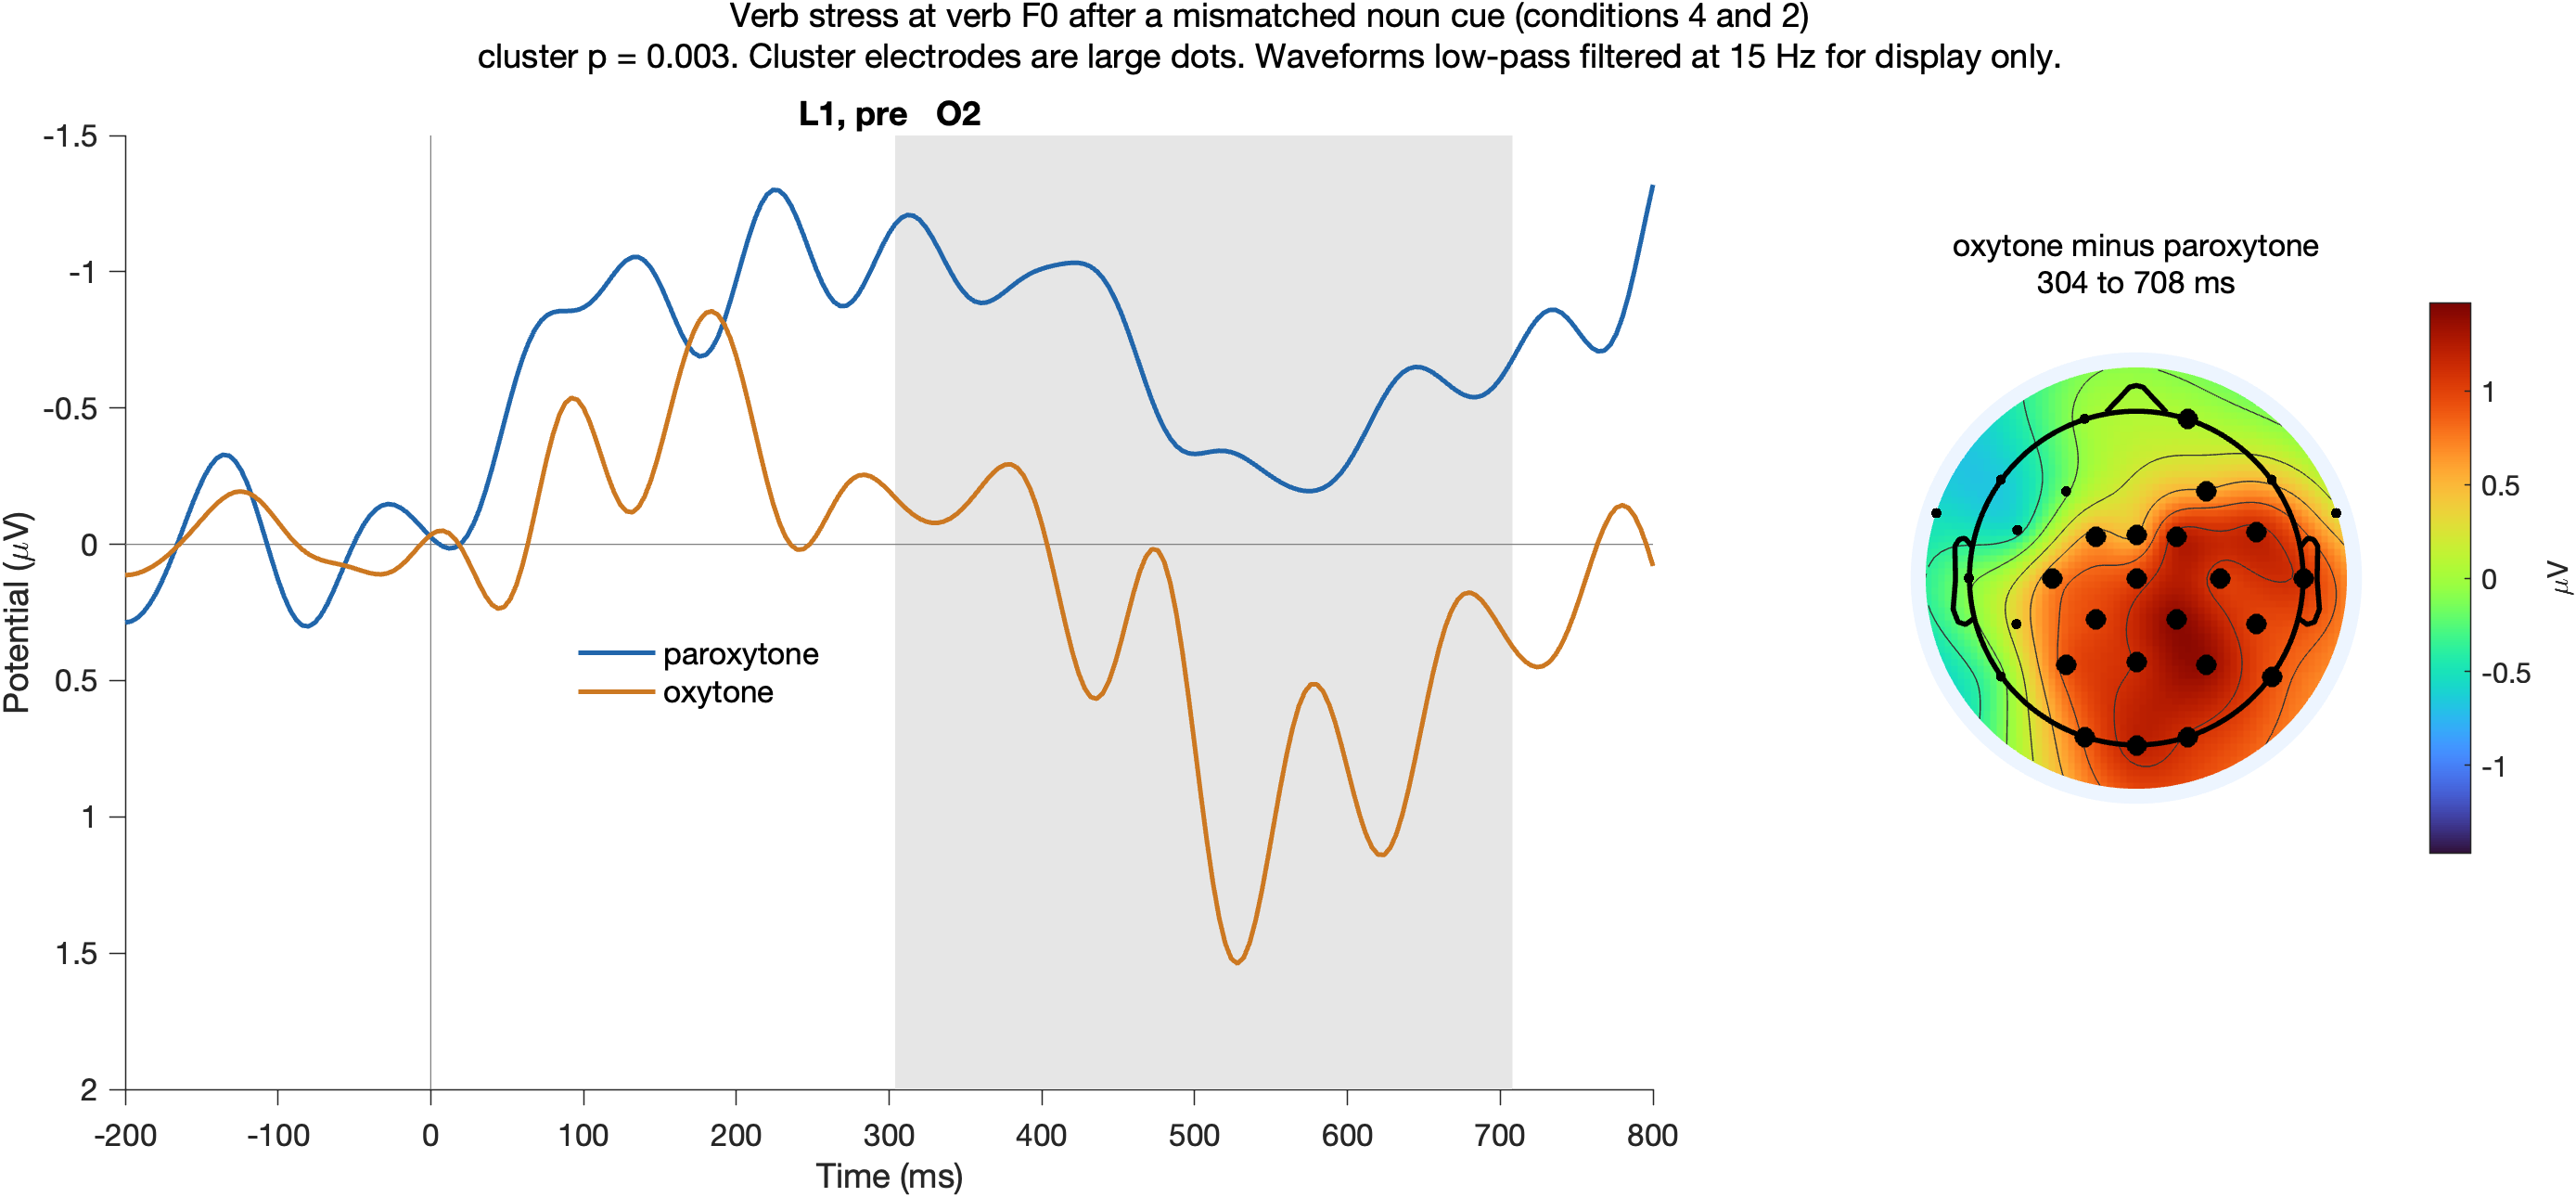 Verb stress at verb F0 after a mismatched noun cue (conditions 4 and 2)
cluster p = 0.003. Cluster electrodes are large dots. Waveforms low-pass filtered at 15 Hz for display only.
L1, pre   O2
-1.5
-1
-0.5
0
0.5
1
1.5
2
Potential (μV)
paroxytone
oxytone
-200
-100
0
100
200
300
400
500
600
700
800
Time (ms)
oxytone minus paroxytone
304 to 708 ms
1
0.5
0
-0.5
-1
μV